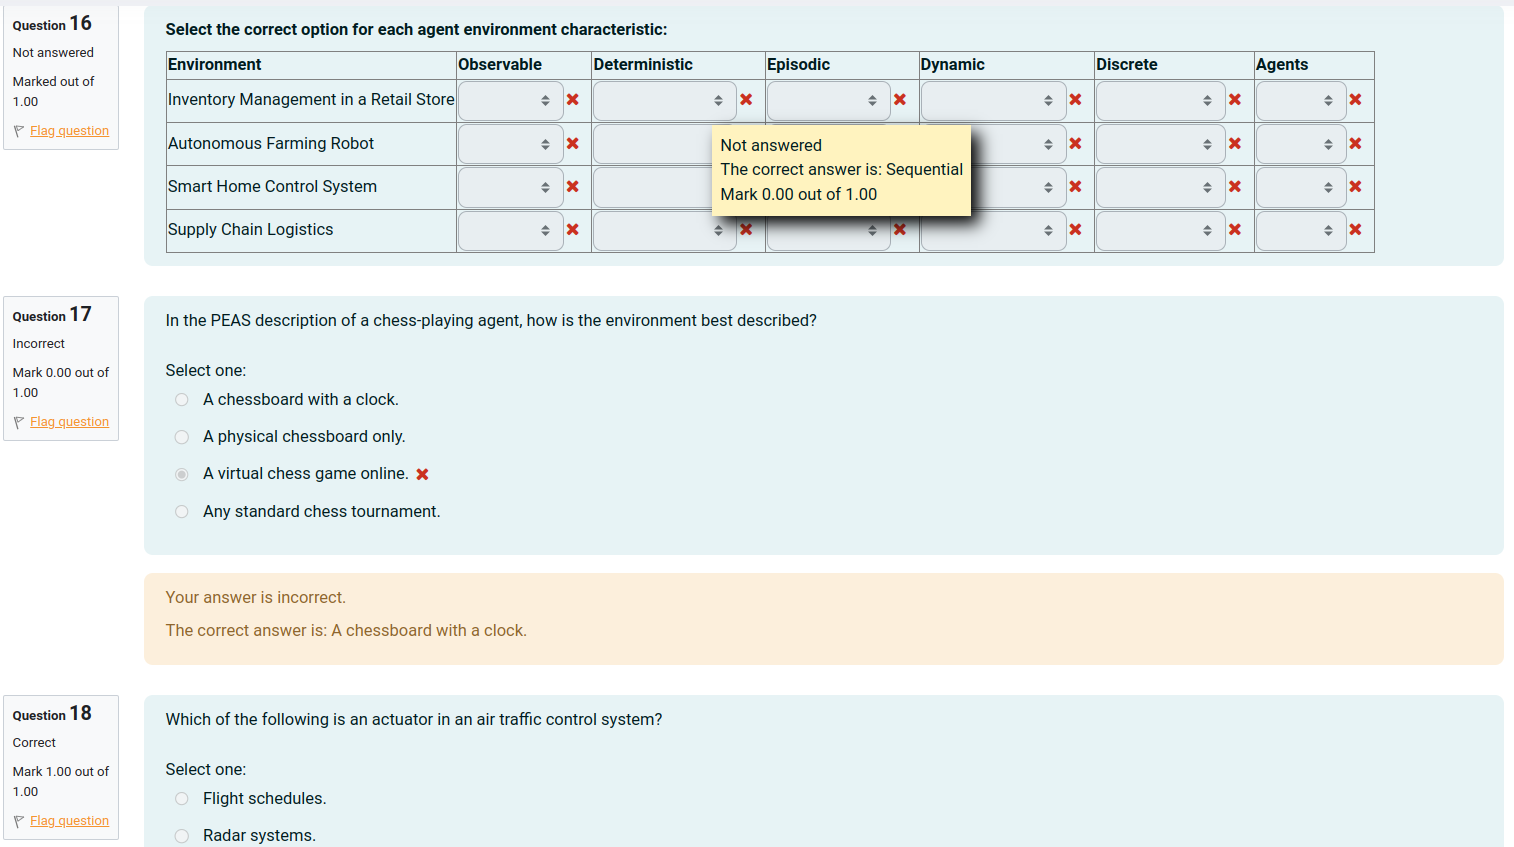 Question 16
Not answered
Marked out of
1.00
Flag question
Select the correct option for each agent environment characteristic:
Environment Observable Deterministic Episodic Dynamic Discrete Agents
Inventory Management in a Retail Store
Autonomous Farming Robot
Smart Home Control System
Supply Chain Logistics
Not answered
The correct answer is: Sequential
Mark 0.00 out of 1.00
Question 17
Incorrect
Mark 0.00 out of
1.00
Flag question
In the PEAS description of a chess-playing agent, how is the environment best described?
Select one:
A chessboard with a clock.
A physical chessboard only.
A virtual chess game online.
Any standard chess tournament.
Your answer is incorrect.
The correct answer is: A chessboard with a clock.
Question 18
Correct
Mark 1.00 out of
1.00
Flag question
Which of the following is an actuator in an air traffic control system?
Select one:
Flight schedules.
Radar systems.